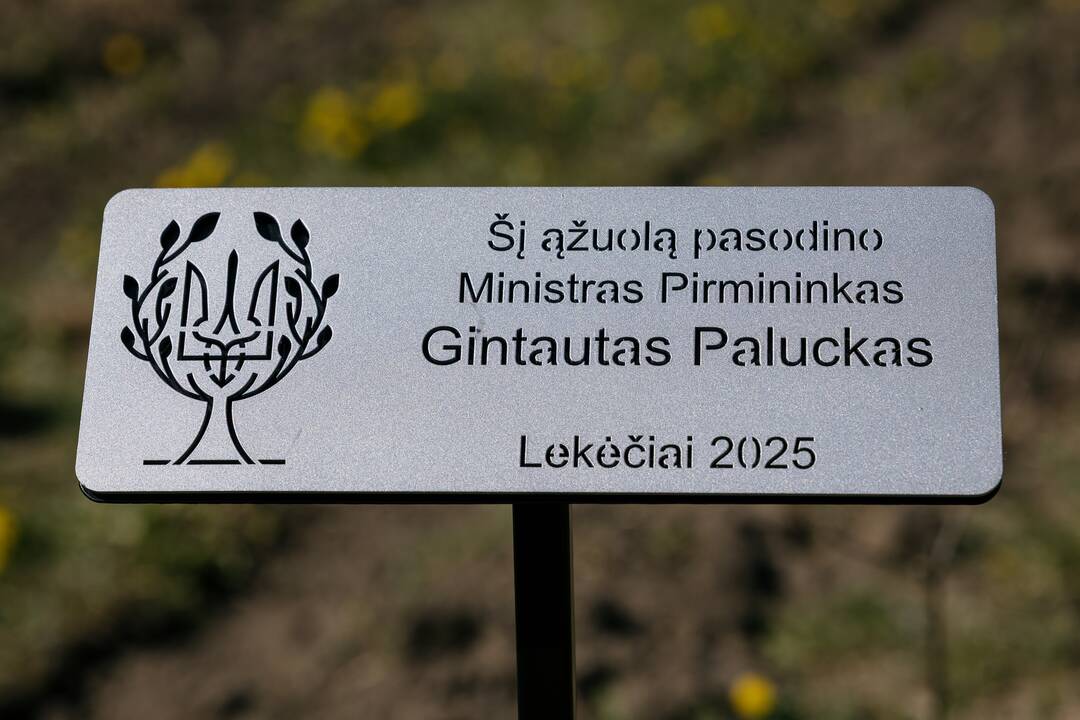 Šį ąžuolą pasodino
Ministras Pirmininkas
Gintautas Paluckas
Lekėčiai 2025